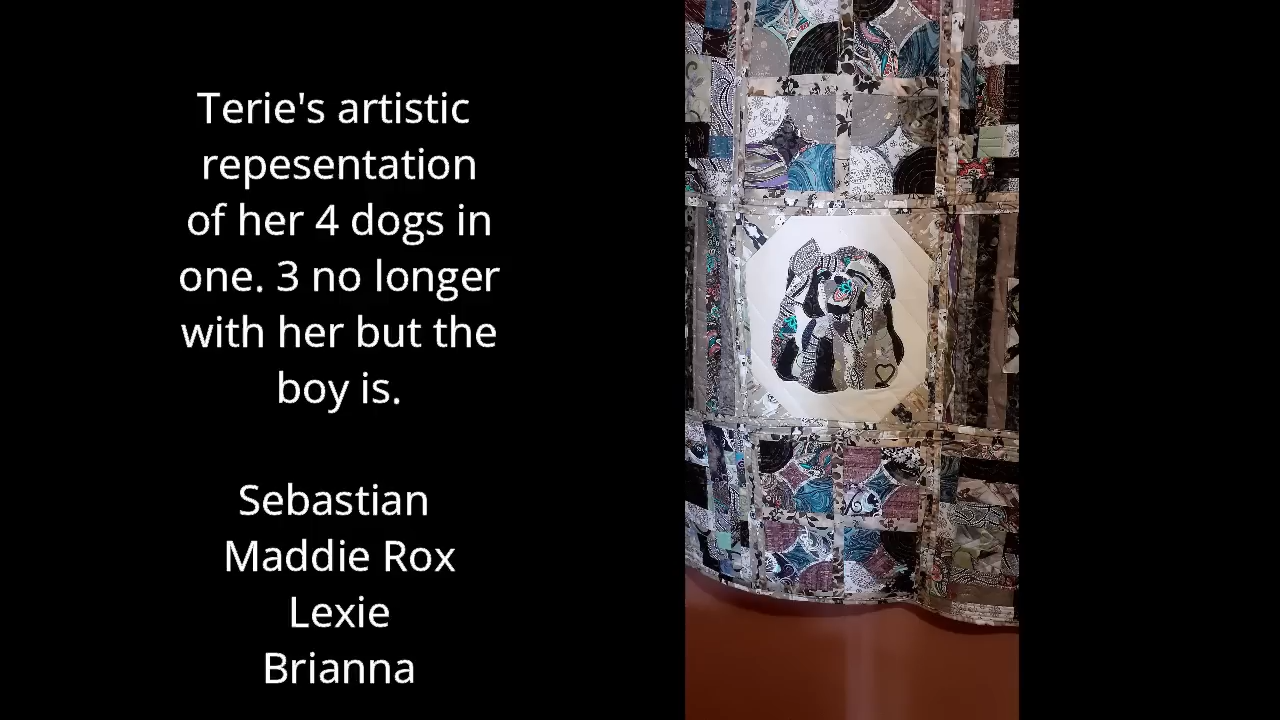 Terie's artistic
repesentation
of her 4 dogs in
one. 3 no longer
with her but the
boy is.
Sebastian
Maddie Rox
Lexie
Brianna